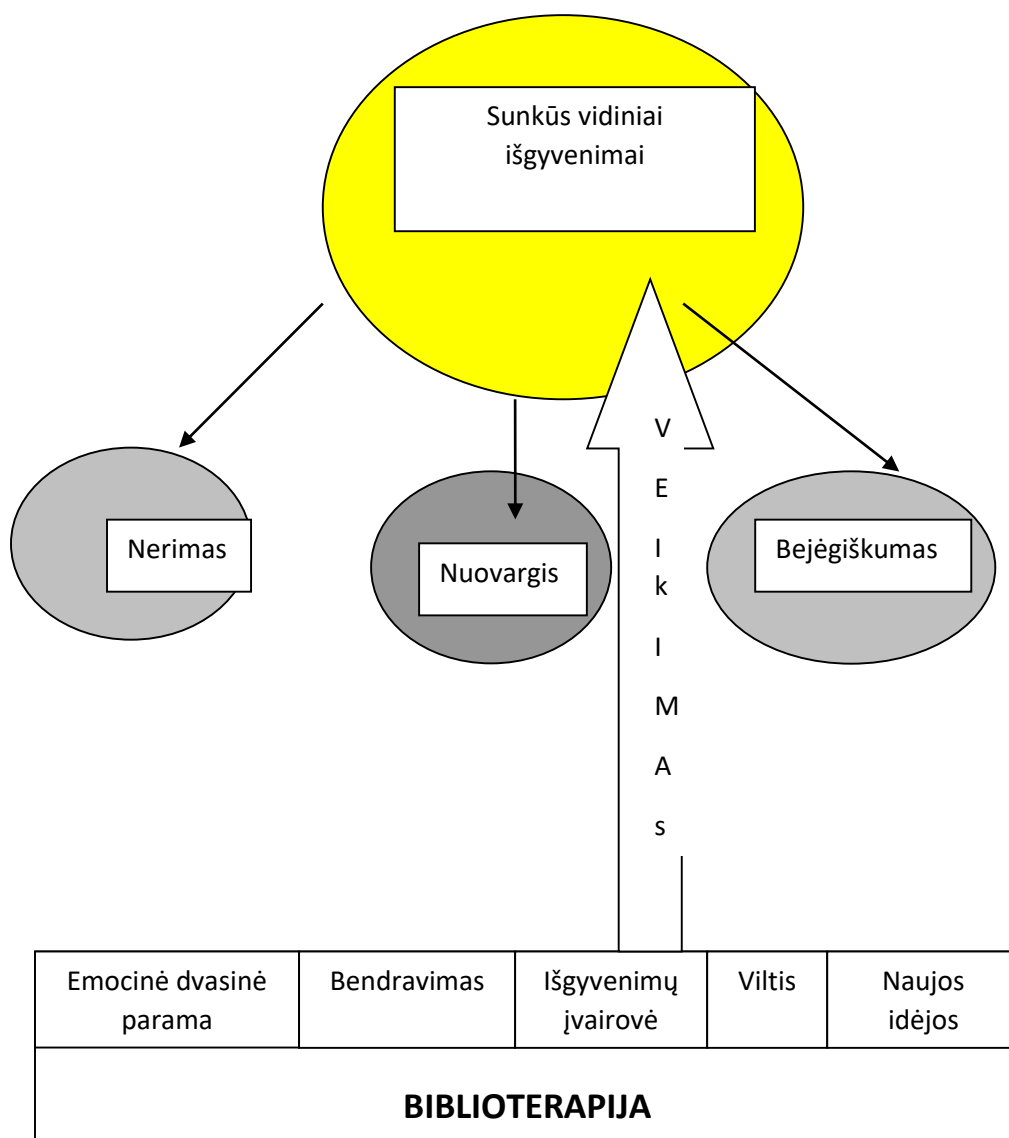 Sunkūs vidiniai
išgyvenimai
Nerimas
Nuovargis
Bejėgiškumas
V
E
I
k
I
M
A
s
Emocinė dvasinė
parama
Bendravimas
Išgyvenimų
įvairovė
Viltis
Naujos
idėjos
BIBLIOTERAPIJA